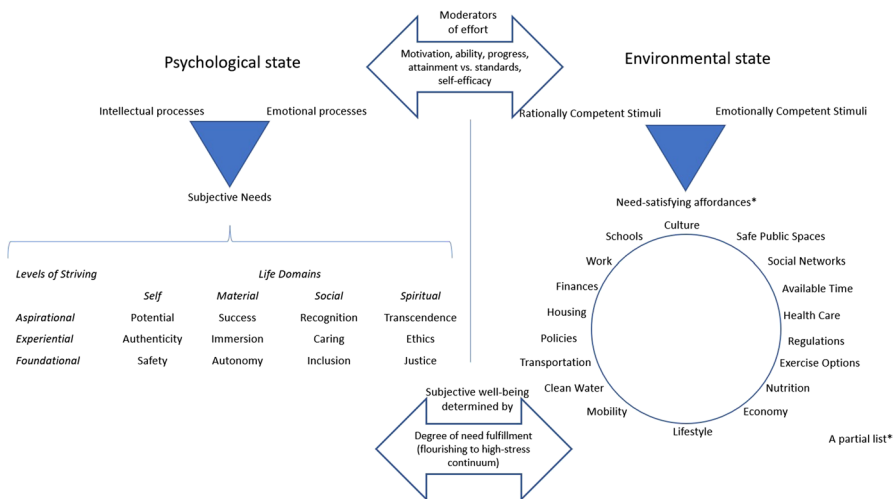 Moderators
of effort
Motivation, ability, progress,
attainment vs. standards,
self-efficacy
Psychological state
Intellectual processes
Emotional processes
Subjective Needs
Levels of Striving
Life Domains
Self Material Social Spiritual
Aspirational Potential Success Recognition Transcendence
Experiential Authenticity Immersion Caring Ethics
Foundational Safety Autonomy Inclusion Justice
Environmental state
Rationally Competent Stimuli
Emotionally Competent Stimuli
Need-satisfying affordances*
Culture
Safe Public Spaces
Social Networks
Available Time
Health Care
Regulations
Exercise Options
Nutrition
Economy
Lifestyle
Mobility
Clean Water
Transportation
Policies
Housing
Finances
Work
Schools
A partial list*
Subjective well-being
determined by
Degree of need fulfillment
(flourishing to high-stress
continuum)